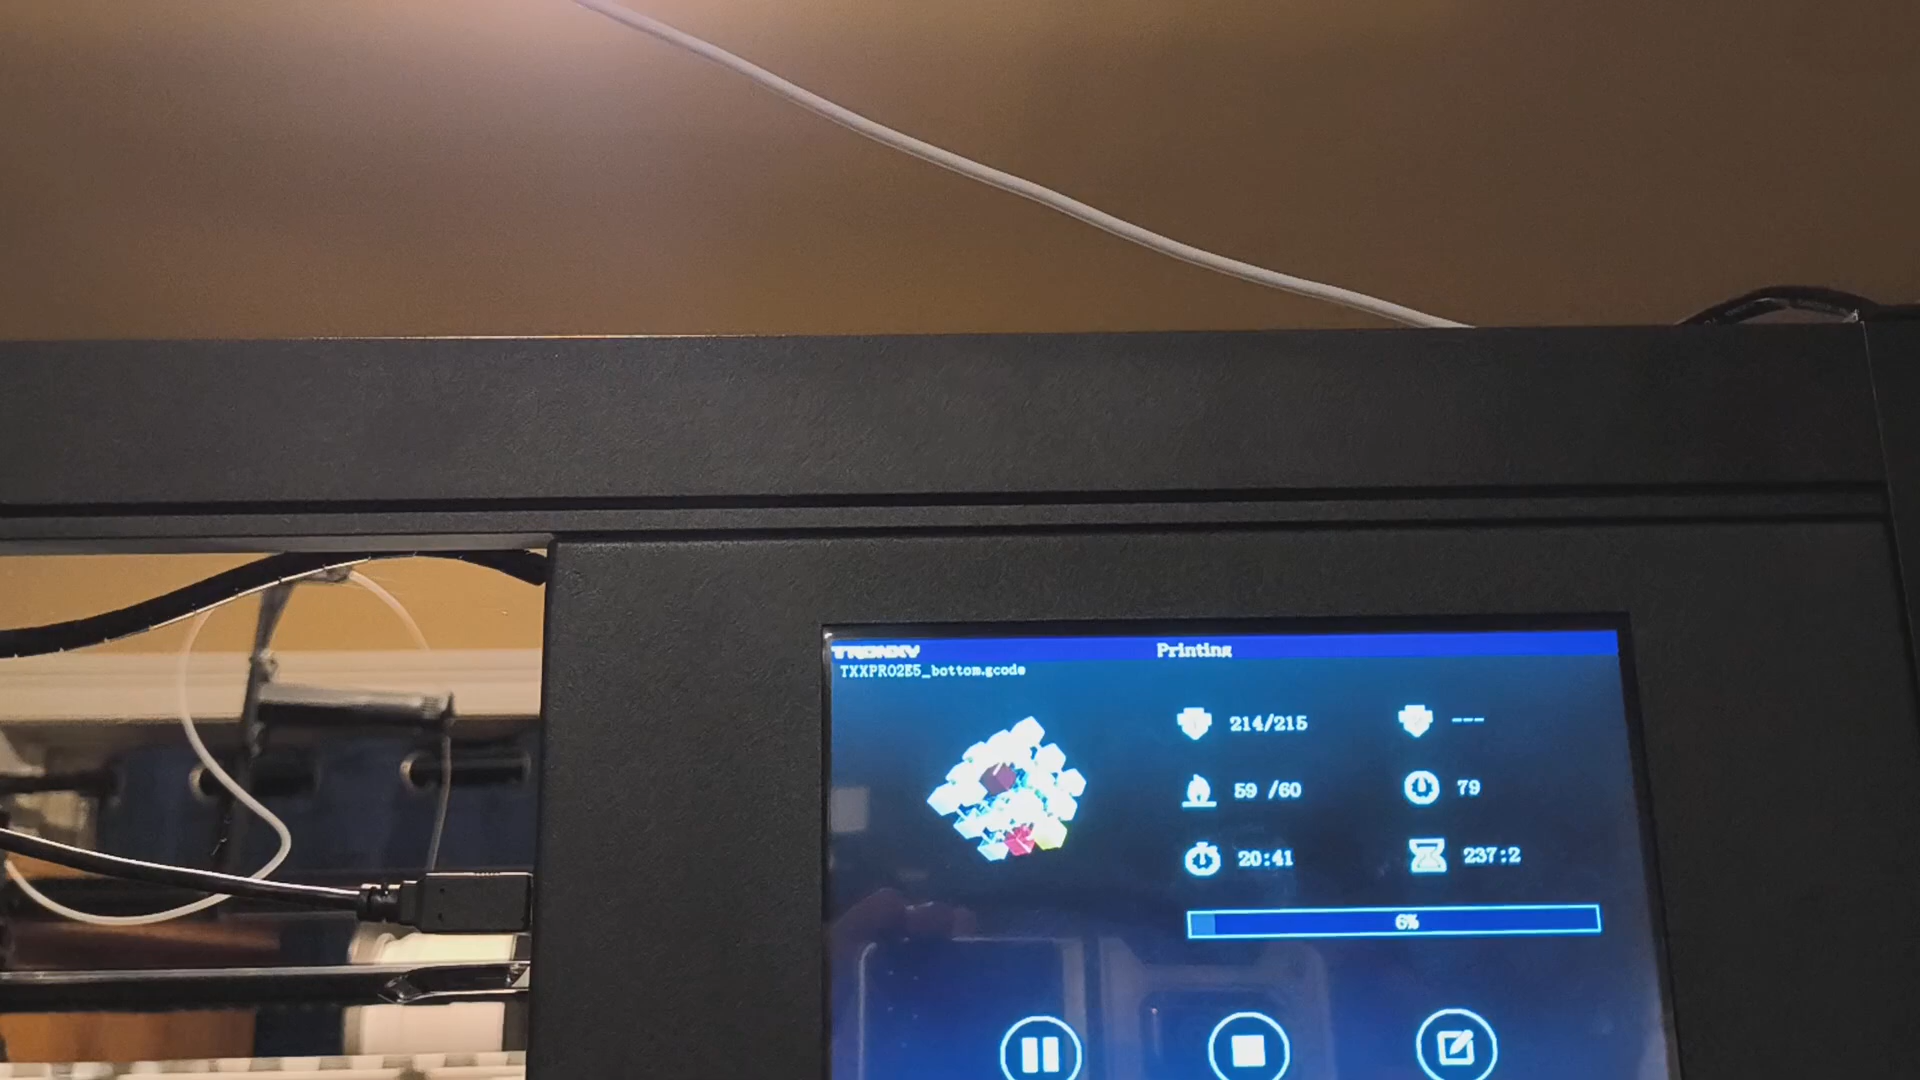 TRONXY
Printing
TXXPRO2E5_bottom.gcode
214/215
---
59 /60
79
20:41
237:2
6%